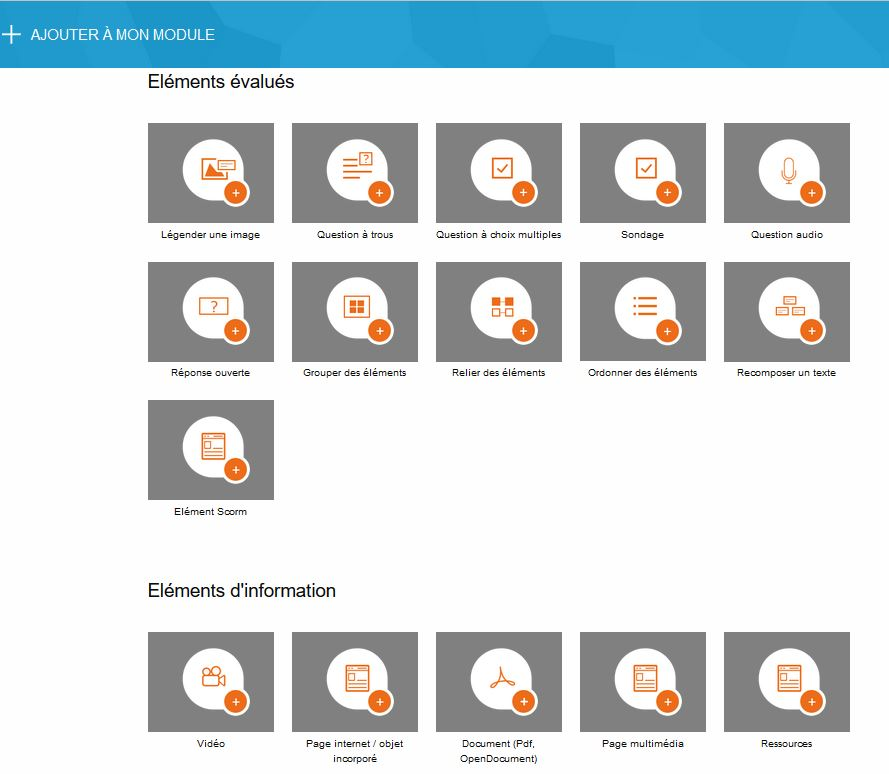 AJOUTER À MON MODULE
Eléments évalués
Légender une image
Question à trous
Question à choix multiples
Sondage
Question audio
Réponse ouverte
Grouper des éléments
Relier des éléments
Ordonner des éléments
Recomposer un texte
Elément Scorm
Eléments d'information
Vidéo
Page internet / objet
incorporé
Document (Pdf,
OpenDocument)
Page multimédia
Ressources